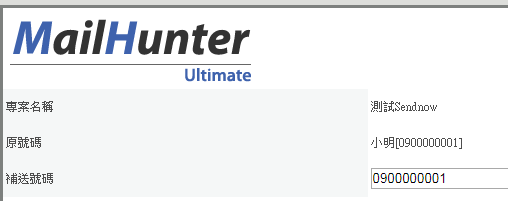 MailHunter
Ultimate
專案名稱 測試Sendnow
原號碼 小明[0900000001]
補送號碼 0900000001